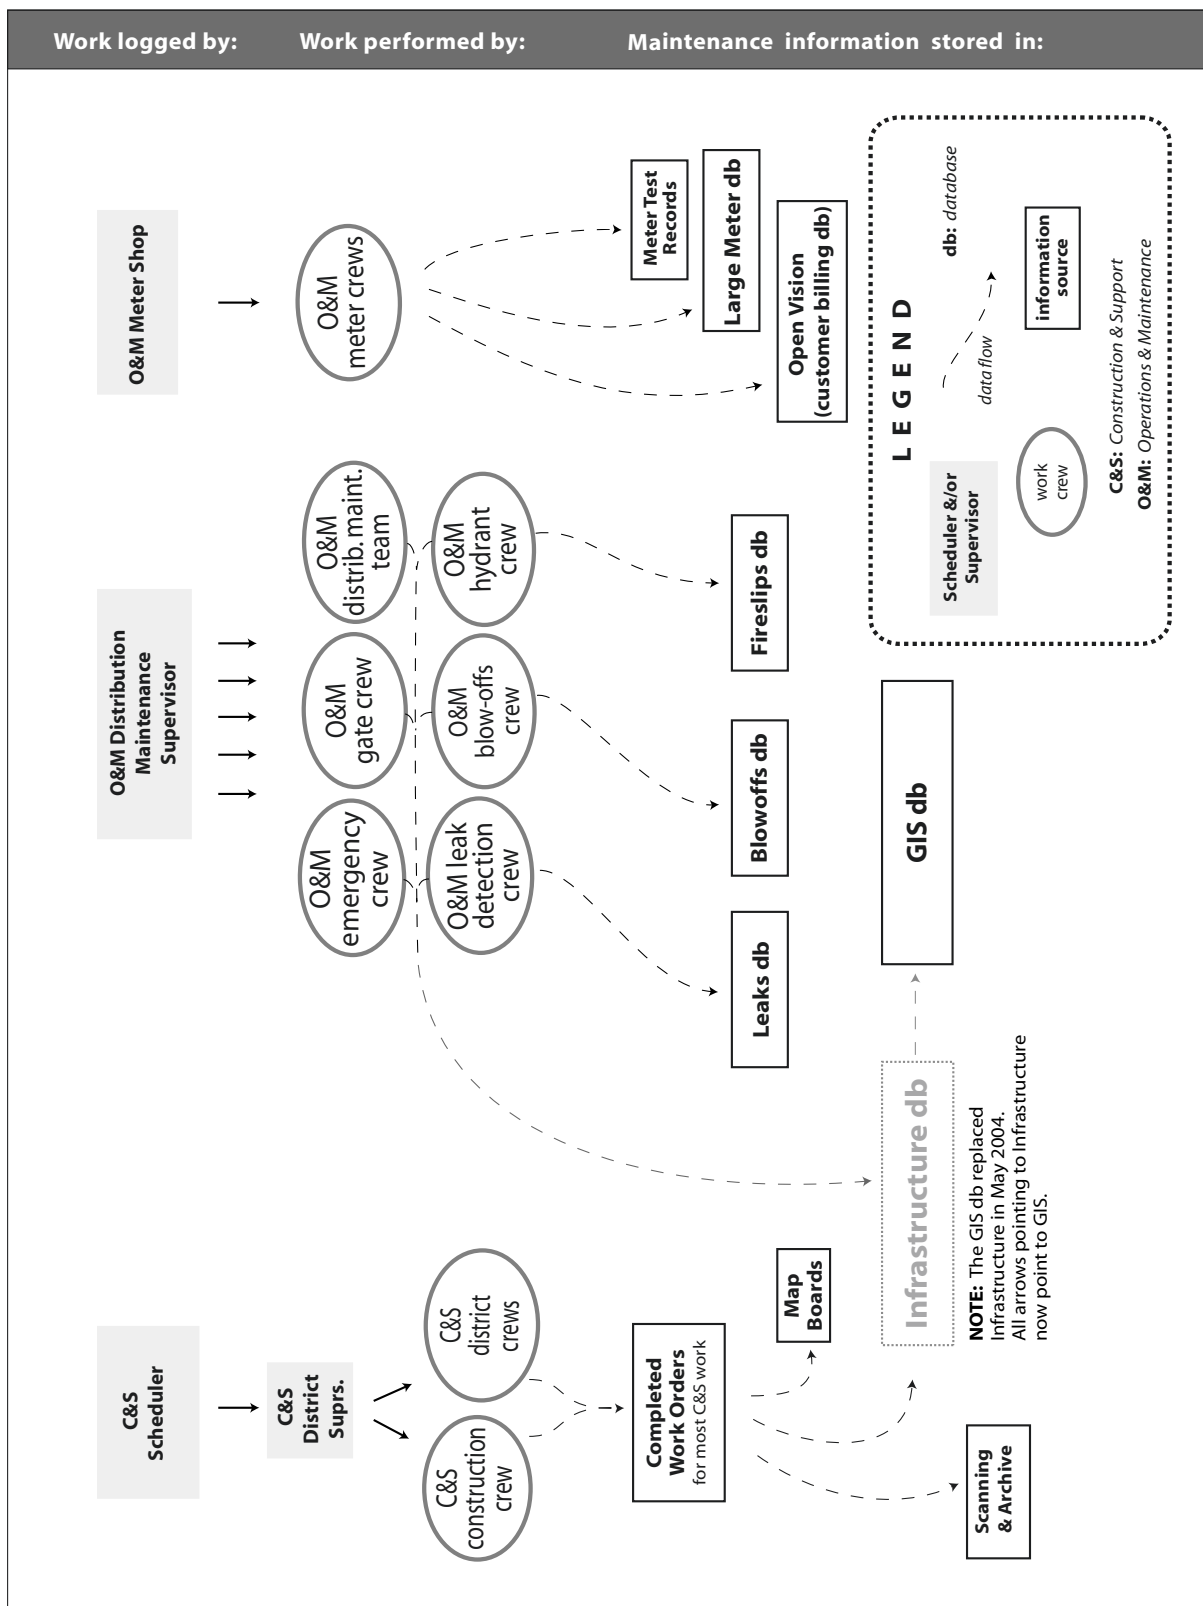 Work logged by:
Work performed by:
Maintenance information stored in:
C&S
Scheduler
C&S
District
Suprs.
C&S
construction
crew
C&S
district
crews
Completed
Work Orders
for most C&S work
Map
Boards
Scanning
& Archive
Infrastructure db
NOTE: The GIS db replaced
Infrastructure in May 2004.
All arrows pointing to Infrastructure
now point to GIS.
GIS db
O&M Distribution
Maintenance
Supervisor
O&M
emergency
crew
O&M
gate crew
O&M
distrib. maint.
team
O&M leak
detection
crew
O&M
blow-offs
crew
O&M
hydrant
crew
Leaks db
Blowoffs db
Fireslips db
O&M Meter Shop
O&M
meter crews
Meter Test
Records
Large Meter db
Open Vision
(customer billing db)
LEGEND
Scheduler &/or
Supervisor
data flow
db: database
work
crew
information
source
C&S: Construction & Support
O&M: Operations & Maintenance